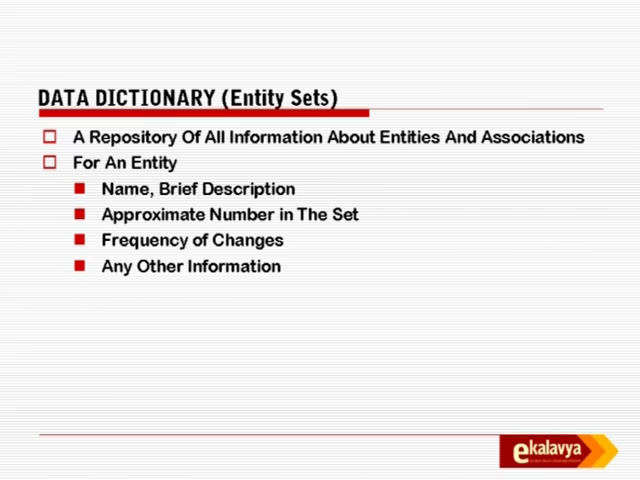 DATA DICTIONARY (Entity Sets)
A Repository Of All Information About Entities And Associations
For An Entity
Name, Brief Description
Approximate Number in The Set
Frequency of Changes
Any Other Information
ekalavya